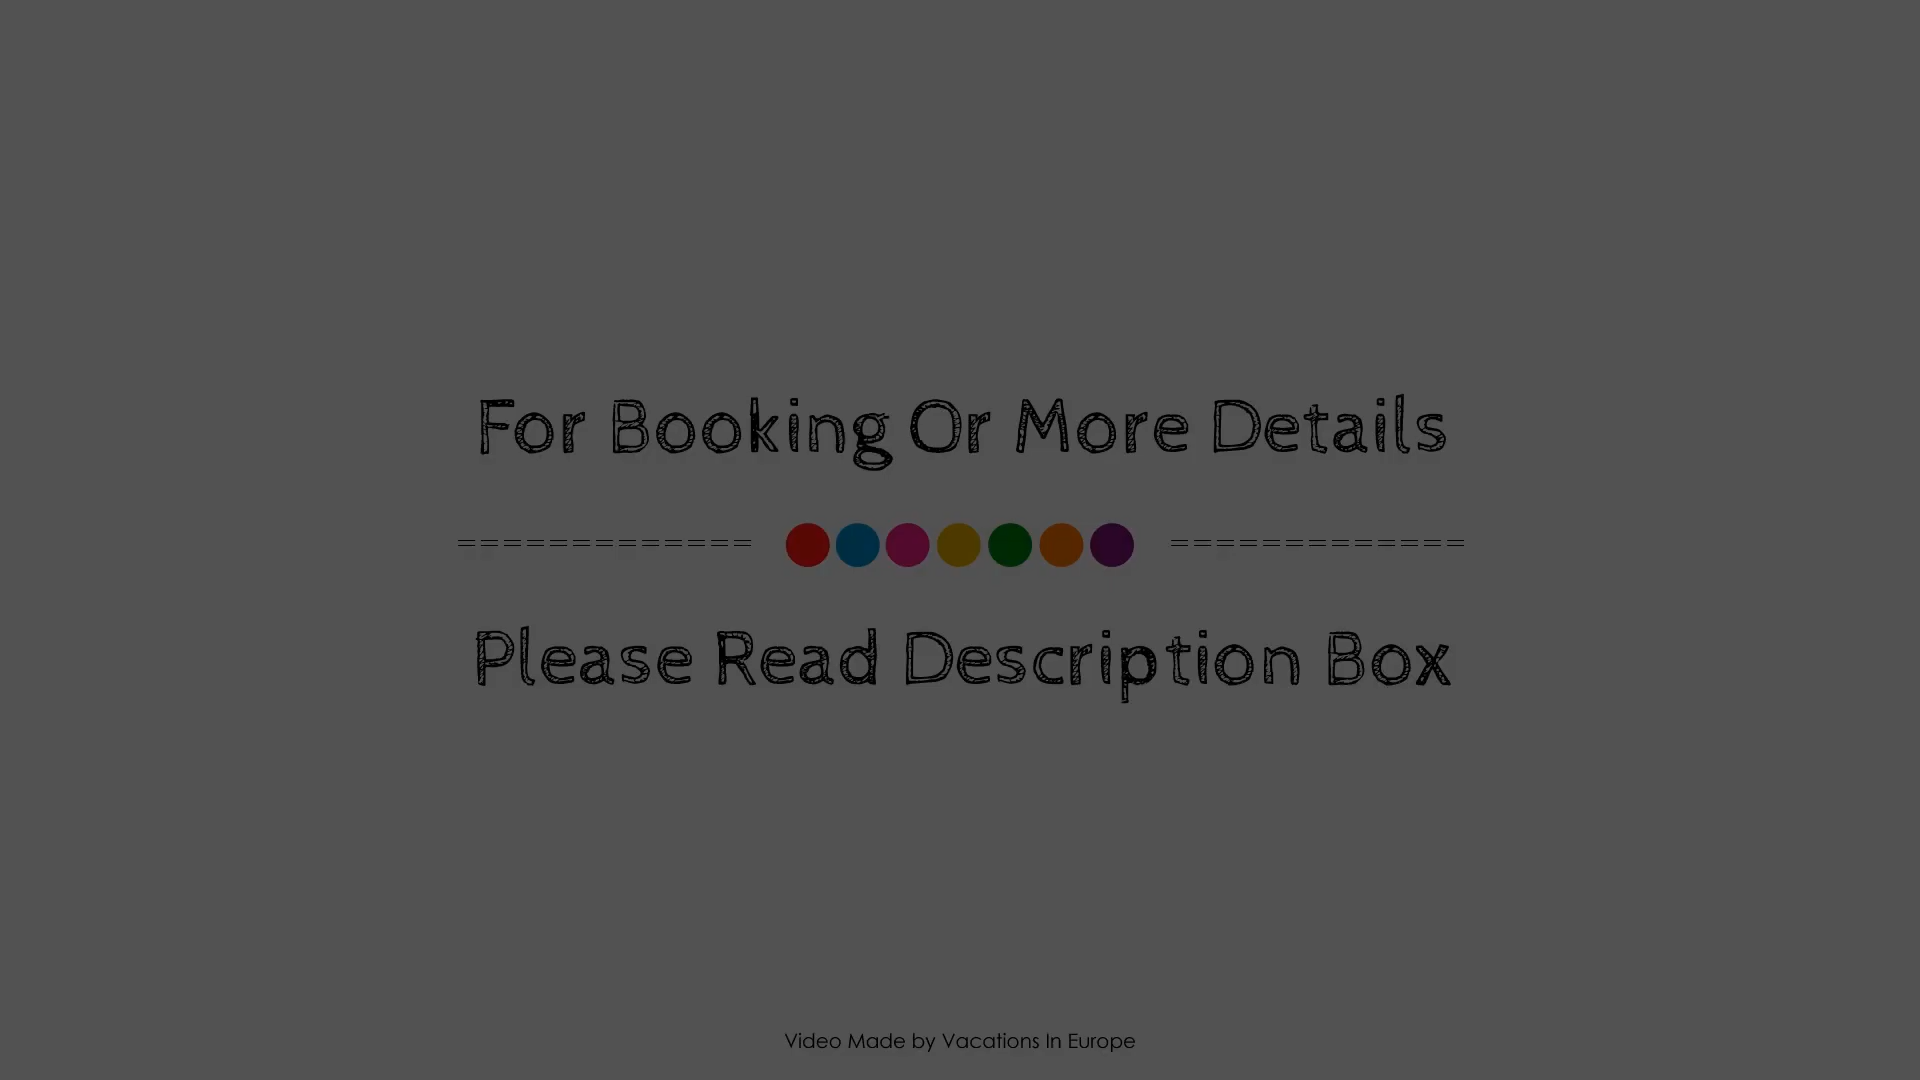 For Booking Or More Details
============= =============
Please Read Description Box
Video Made by Vacations In Europe